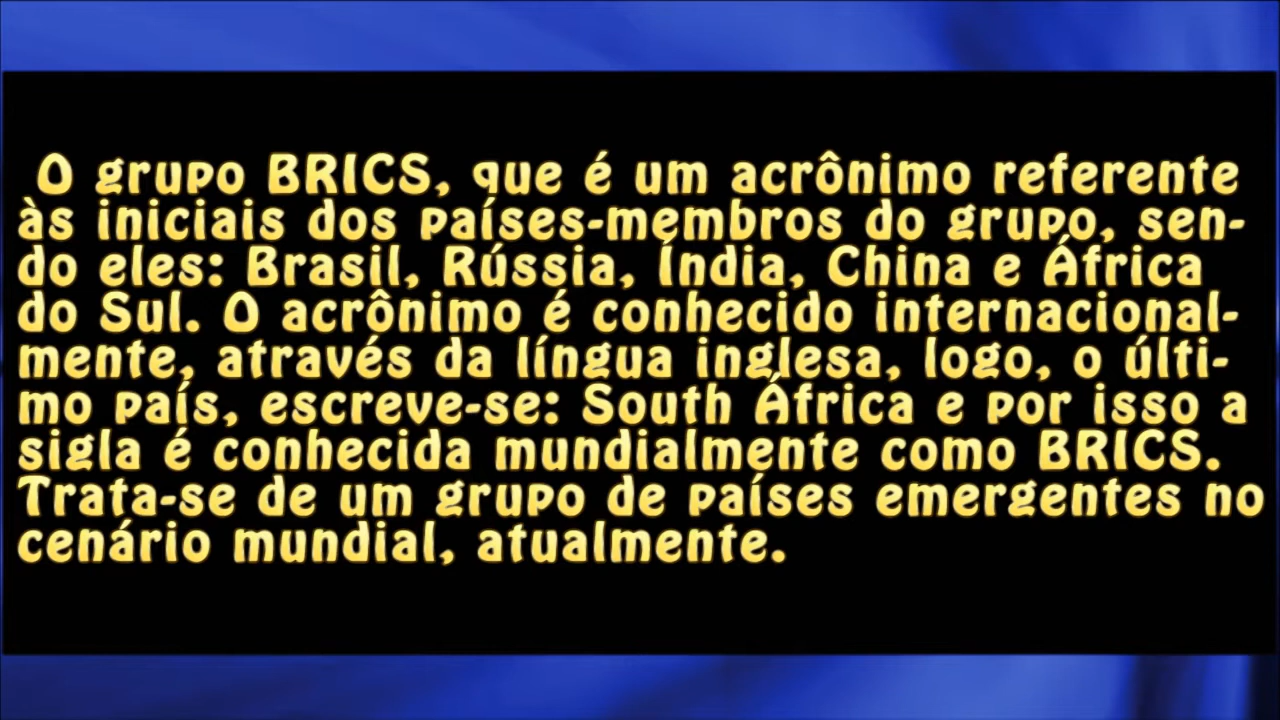 O grupo BRICS, que é um acrônimo referente
às iniciais dos países-membros do grupo, sen-
do eles: Brasil, Rússia, Índia, China e África
do Sul. O acrônimo é conhecido internacional-
mente, através da língua inglesa, logo, o últi-
mo país, escreve-se: South África e por isso a
sigla é conhecida mundialmente como BRICS.
Trata-se de um grupo de países emergentes no
cenário mundial, atualmente.